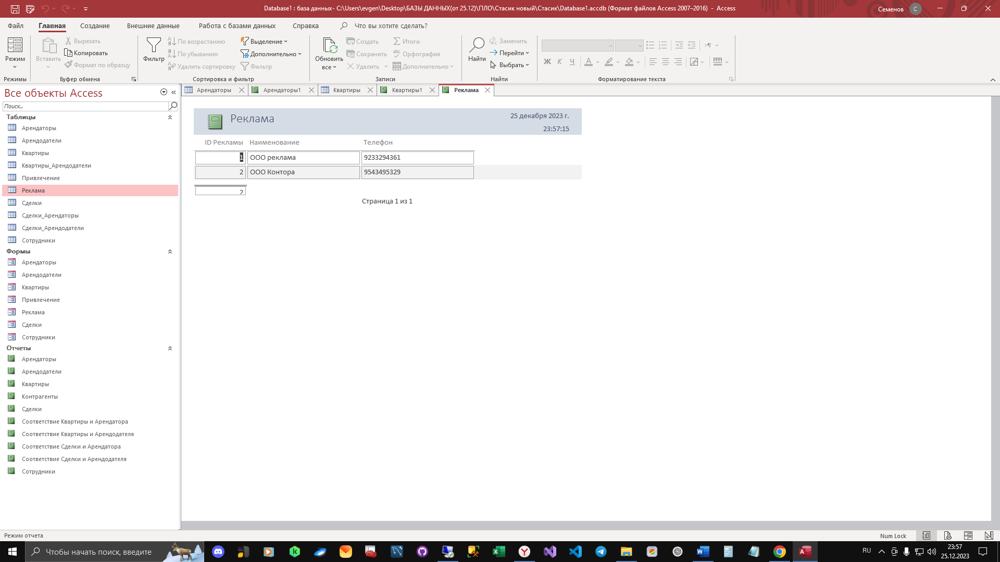 Database1 : база данных- C:\Users\evgen\Desktop\БАЗЫ ДАННЫХ(от 25.12)\ПЛО\Стасик новый\Стасик\Database1.accdb (Формат файлов Access 2007–2016) - Access
Семенов
С
Файл
Главная
Создание
Внешние данные
Работа с базами данных
Справка
Что вы хотите сделать?
Режим
Режимы
Вставить
Вырезать
Копировать
Формат по образцу
Буфер обмена
Фильтр
По возрастанию
По убыванию
Удалить сортировку
Выделение
Дополнительно
Фильтр
Сортировка и фильтр
Обновить
все
Создать
Сохранить
Удалить
Итоги
Орфография
Дополнительно
Записи
Найти
Заменить
Перейти
Выбрать
Найти
Ж К Ч
Форматирование текста
Все объекты Access
Поиск...
Таблицы
Арендаторы
Арендодатели
Квартиры
Квартиры_Арендодатели
Привлечение
Реклама
Сделки
Сделки_Арендаторы
Сделки_Арендодатели
Сотрудники
Формы
Арендаторы
Арендодатели
Квартиры
Привлечение
Реклама
Сделки
Сотрудники
Отчеты
Арендаторы
Арендодатели
Квартиры
Контрагенты
Сделки
Соответствие Квартиры и Арендатора
Соответствие Квартиры и Арендодателя
Соответствие Сделки и Арендатора
Соответствие Сделки и Арендодателя
Сотрудники
Арендаторы
Арендаторы1
Квартиры
Квартиры1
Реклама
Реклама
25 декабря 2023 г.
23:57:15
ID Рекламы Наименование Телефон
1 ООО реклама 9233294361
2 ООО Контора 9543495329
2
Страница 1 из 1
Режим отчета
Num Lock
Чтобы начать поиск, введите
RU
23:57
25.12.2023